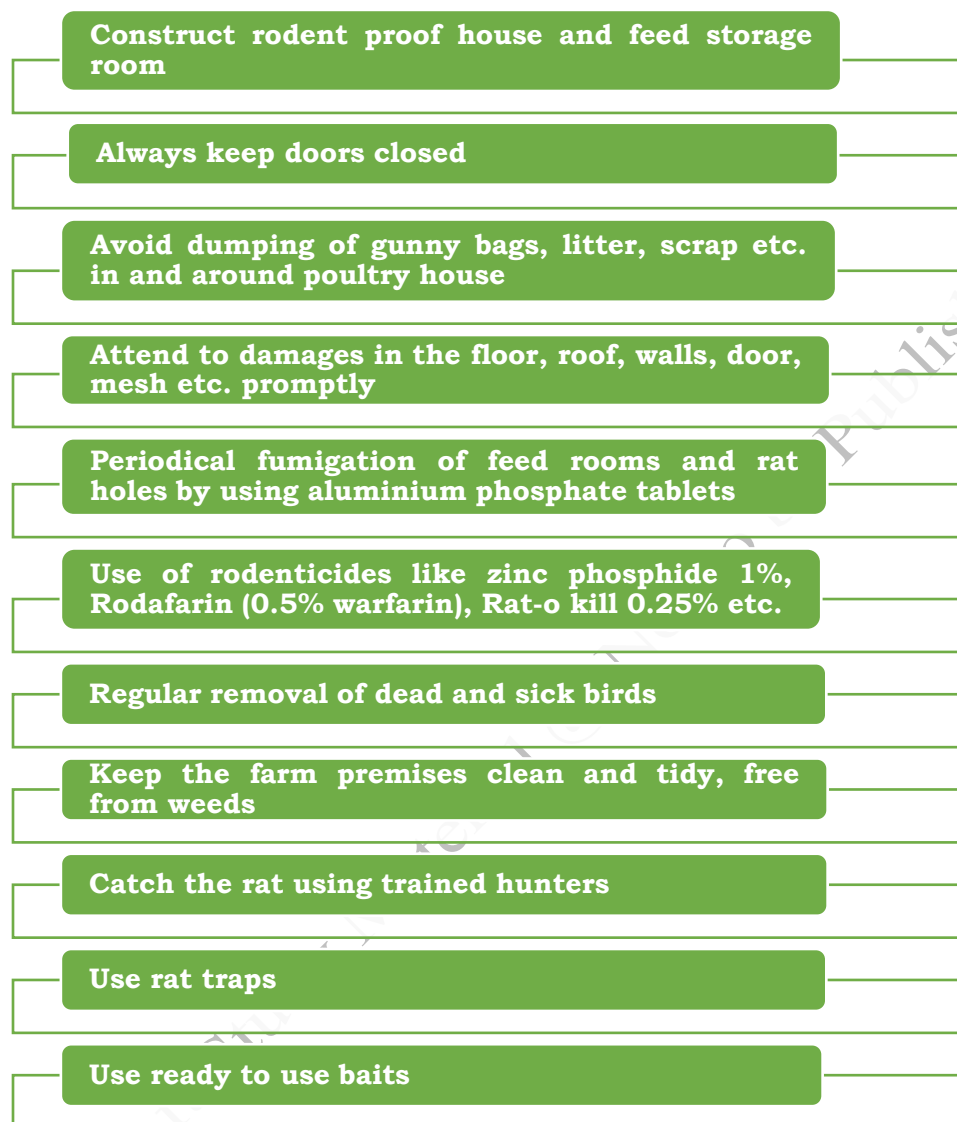 Construct rodent proof house and feed storage
room
Always keep doors closed
Avoid dumping of gunny bags, litter, scrap etc.
in and around poultry house
Attend to damages in the floor, roof, walls, door,
mesh etc. promptly
Periodical fumigation of feed rooms and rat
holes by using aluminium phosphate tablets
Use of rodenticides like zinc phosphide 1%,
Rodafarin (0.5% warfarin), Rat-o kill 0.25% etc.
Regular removal of dead and sick birds
Keep the farm premises clean and tidy, free
from weeds
Catch the rat using trained hunters
Use rat traps
Use ready to use baits